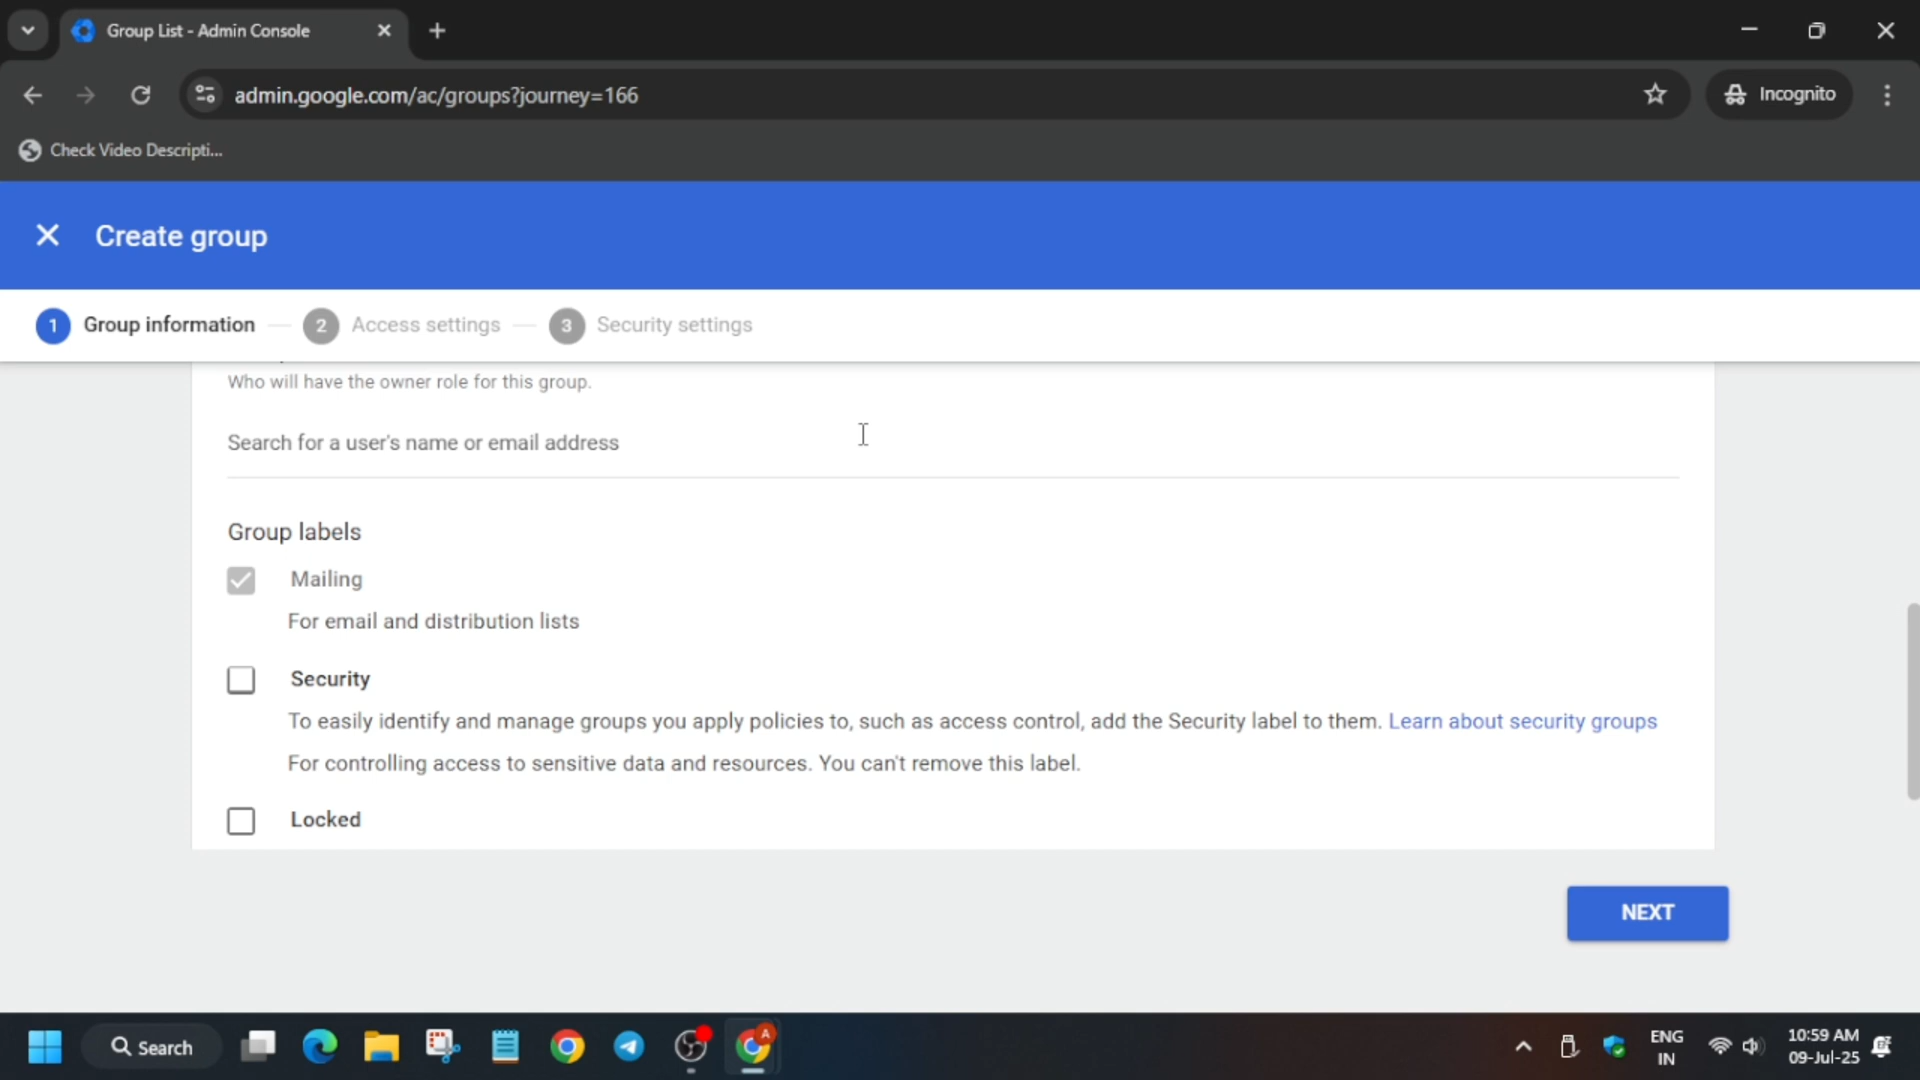 Group List - Admin Console
admin.google.com/ac/groups?journey=166
Incognito
Check Video Descripti...
Create group
1 Group information
2 Access settings
3 Security settings
Who will have the owner role for this group.
Search for a user's name or email address
Group labels
Mailing
For email and distribution lists
Security
To easily identify and manage groups you apply policies to, such as access control, add the Security label to them. Learn about security groups
For controlling access to sensitive data and resources. You can't remove this label.
Locked
NEXT
Search
A
ENG
IN
10:59 AM
09-Jul-25